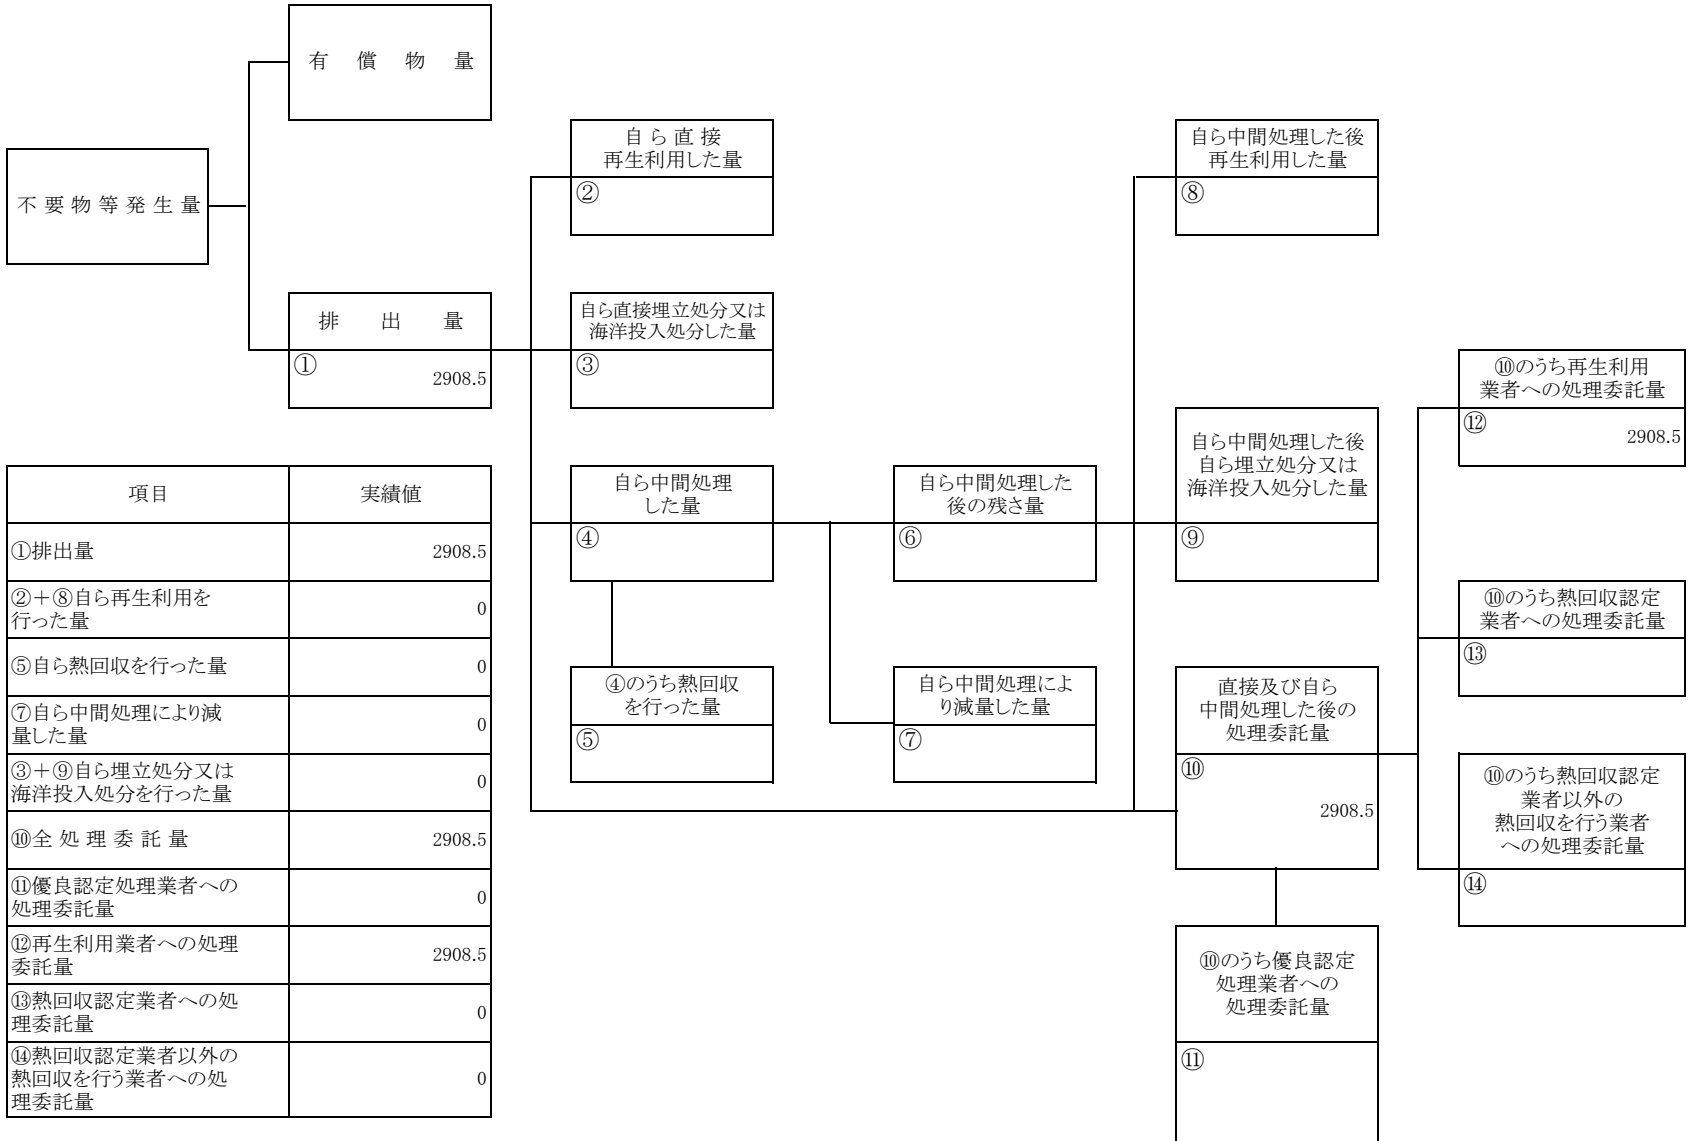 有償物量
不要物等発生量
排出量
①
2908.5
自ら直接
再生利用した量
②
自ら直接埋立処分又は
海洋投入処分した量
③
自ら中間処理
した量
④
④のうち熱回収
を行った量
⑤
自ら中間処理した
後の残さ量
⑥
自ら中間処理によ
り減量した量
⑦
自ら中間処理した後
再生利用した量
⑧
自ら中間処理した後
自ら埋立処分又は
海洋投入処分した量
⑨
直接及び自ら
中間処理した後の
処理委託量
⑩
2908.5
⑩のうち優良認定
処理業者への
処理委託量
⑪
⑩のうち再生利用
業者への処理委託量
⑫
2908.5
⑩のうち熱回収認定
業者への処理委託量
⑬
⑩のうち熱回収認定
業者以外の
熱回収を行う業者
への処理委託量
⑭
項目 実績値
①排出量 2908.5
②＋⑧自ら再生利用を
行った量 0
⑤自ら熱回収を行った量 0
⑦自ら中間処理により減
量した量 0
③＋⑨自ら埋立処分又は
海洋投入処分を行った量 0
⑩全処理委託量 2908.5
⑪優良認定処理業者への
処理委託量 0
⑫再生利用業者への処理
委託量 2908.5
⑬熱回収認定業者への処
理委託量 0
⑭熱回収認定業者以外の
熱回収を行う業者への処
理委託量 0